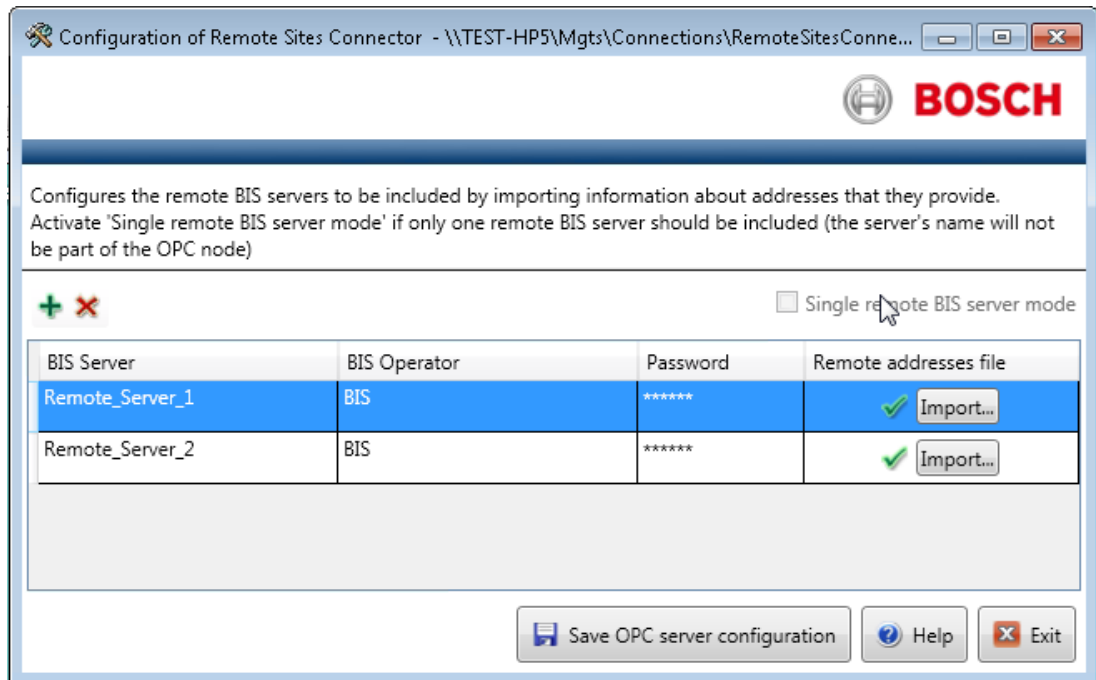 Configuration of Remote Sites Connector - \\TEST-HP5\Mgts\Connections\RemoteSitesConne...
BOSCH
Configures the remote BIS servers to be included by importing information about addresses that they provide.
Activate 'Single remote BIS server mode' if only one remote BIS server should be included (the server's name will not
be part of the OPC node)
Single remote BIS server mode
BIS Server BIS Operator Password Remote addresses file
Remote_Server_1 BIS ****** Import...
Remote_Server_2 BIS ****** Import...
Save OPC server configuration Help Exit